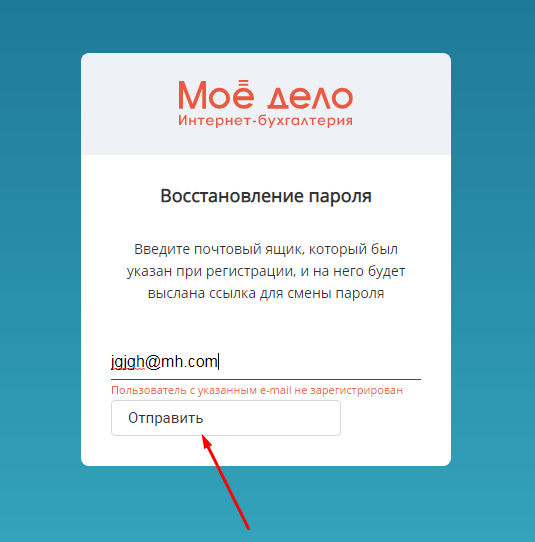 Моё дело
Интернет-бухгалтерия
Восстановление пароля
Введите почтовый ящик, который был
указан при регистрации, и на него будет
выслана ссылка для смены пароля
jgjgh@mh.com
Пользователь с указанным e-mail не зарегистрирован
Отправить